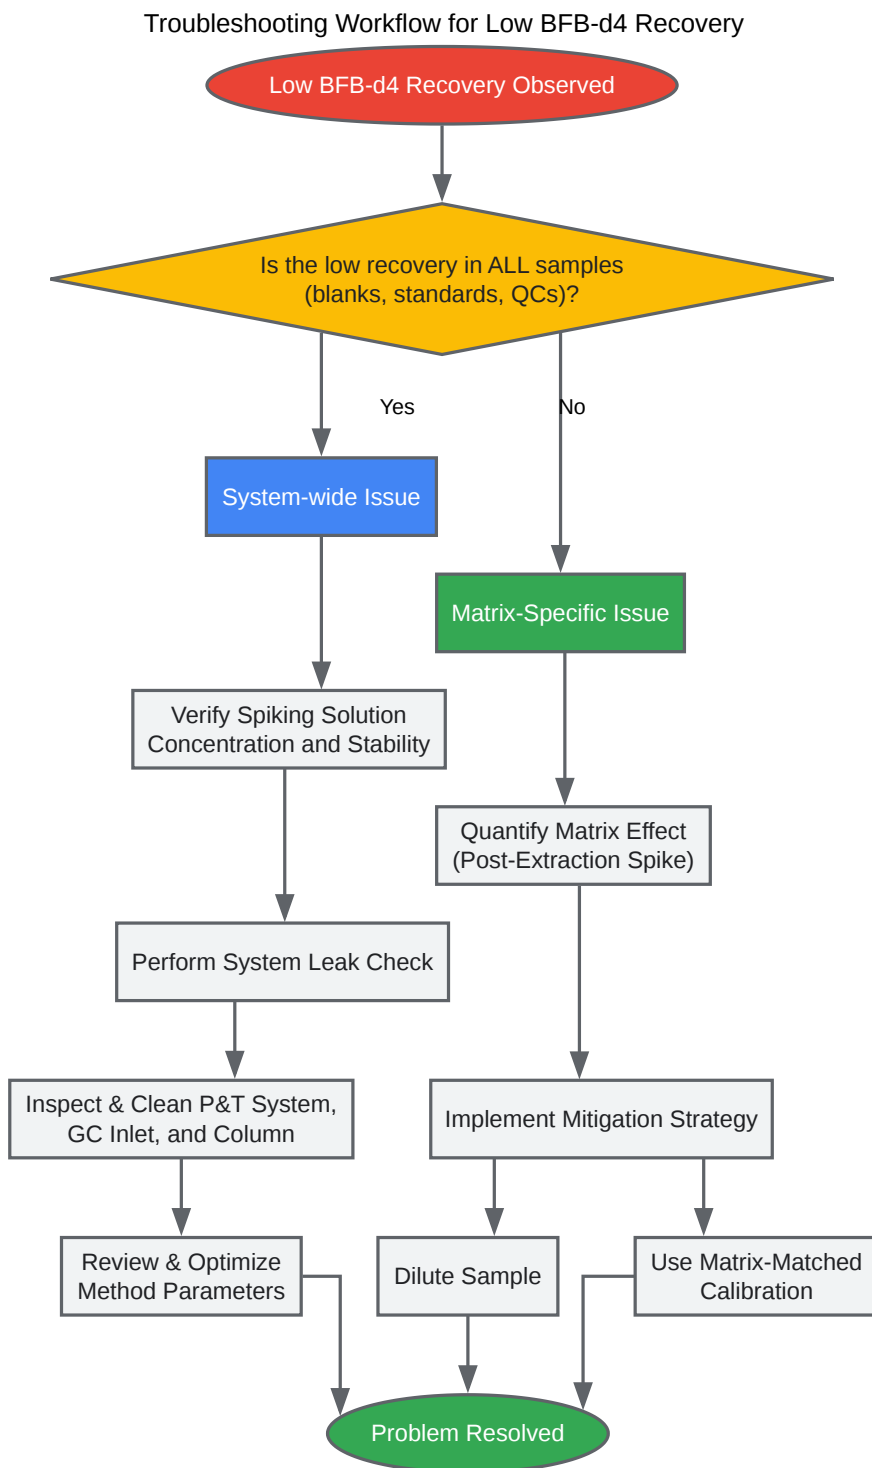 Troubleshooting Workflow for Low BFB-d4 Recovery
Low BFB-d4 Recovery Observed
Is the low recovery in ALL samples
(blanks, standards, QCs)?
Yes
No
System-wide Issue
Matrix-Specific Issue
Verify Spiking Solution
Concentration and Stability
Quantify Matrix Effect
(Post-Extraction Spike)
Perform System Leak Check
Inspect & Clean P&T System,
GC Inlet, and Column
Implement Mitigation Strategy
Review & Optimize
Method Parameters
Dilute Sample
Use Matrix-Matched
Calibration
Problem Resolved